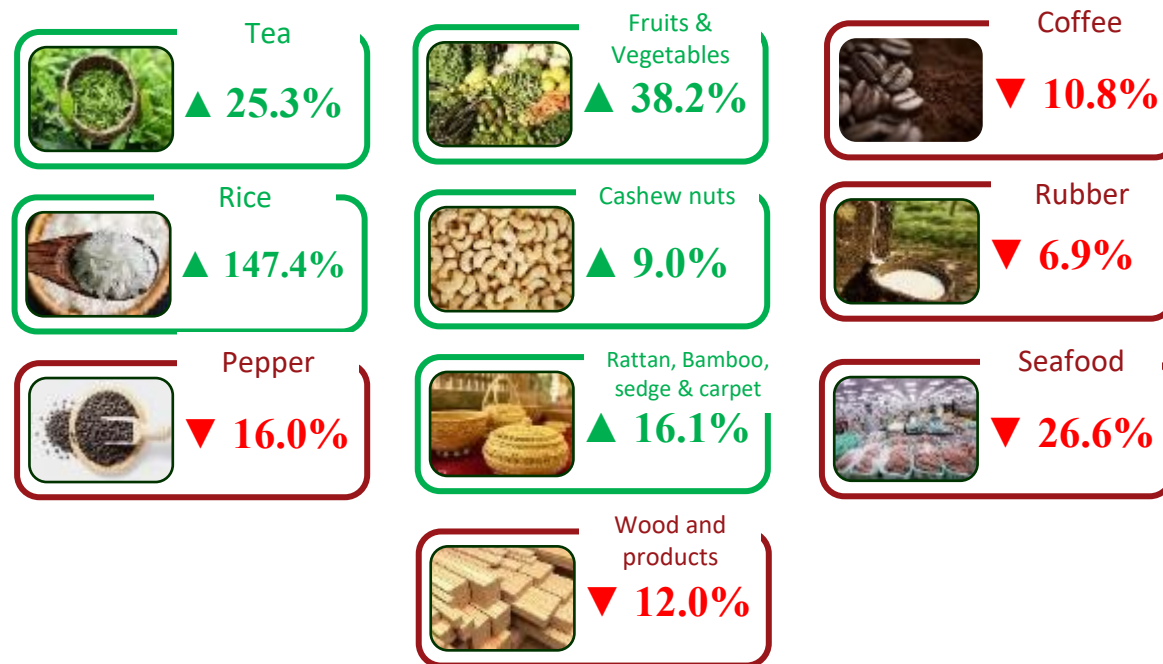 Tea
▲ 25.3%
Fruits &
Vegetables
▲ 38.2%
Coffee
▼ 10.8%
Rice
▲ 147.4%
Cashew nuts
▲ 9.0%
Rubber
▼ 6.9%
Pepper
▼ 16.0%
Rattan, Bamboo,
sedge & carpet
▲ 16.1%
Seafood
▼ 26.6%
Wood and
products
▼ 12.0%